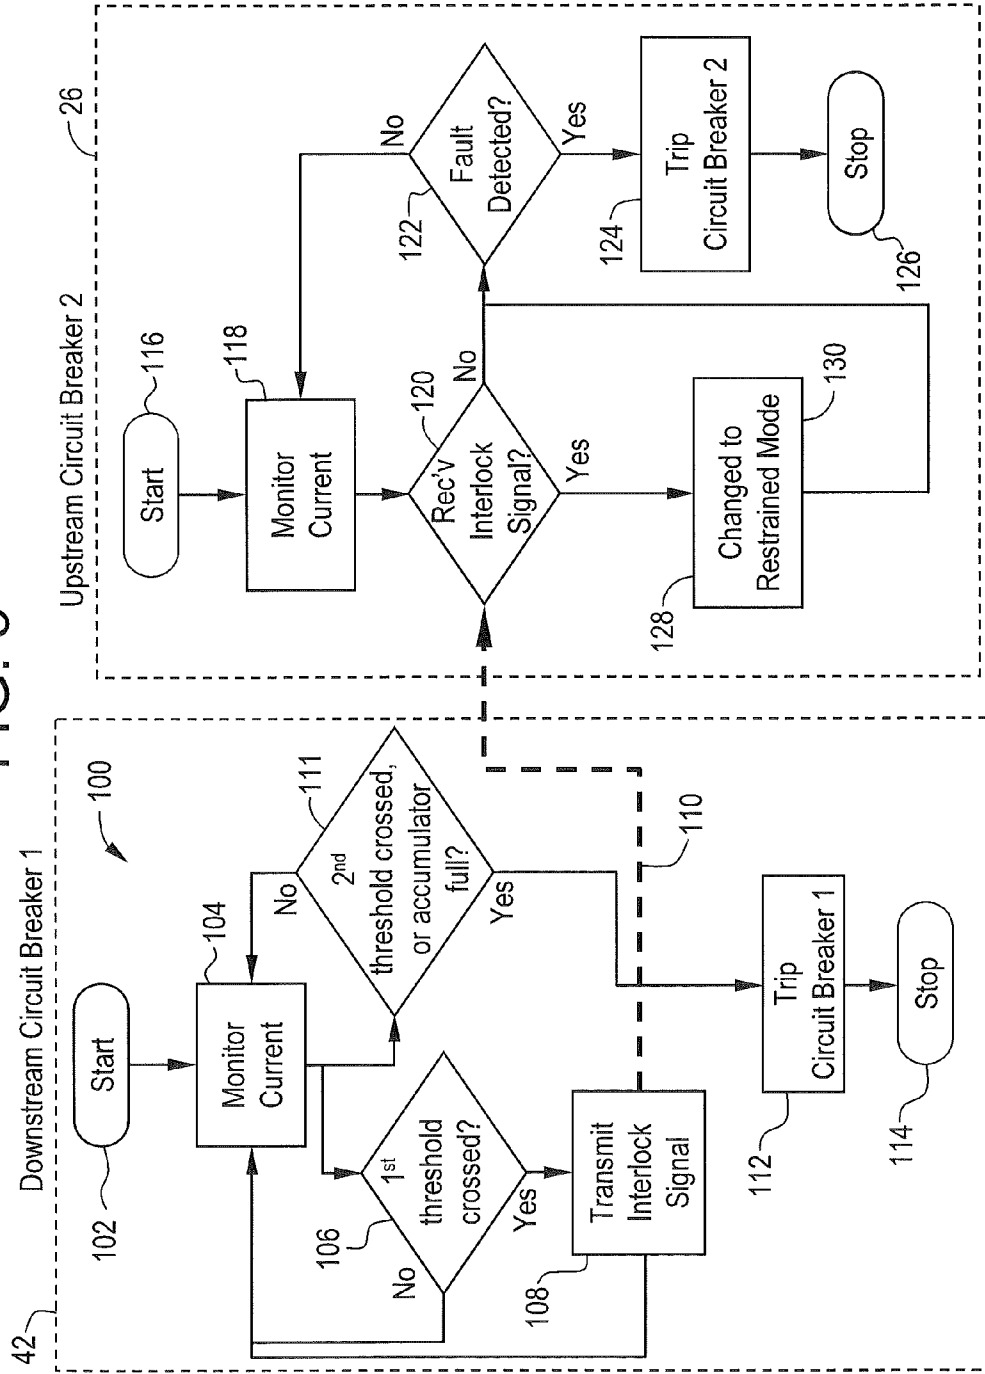 Downstream Circuit Breaker 1
42
100
102
Start
104
Monitor
Current
106
1st
threshold
crossed?
No
Yes
111
2nd
threshold crossed,
or accumulator
full?
No
Yes
108
Transmit
Interlock
Signal
110
112
Trip
Circuit Breaker 1
114
Stop
Upstream Circuit Breaker 2
26
116
Start
118
Monitor
Current
120
Rec'v
Interlock
Signal?
No
Yes
122
Fault
Detected?
No
Yes
124
Trip
Circuit Breaker 2
126
Stop
128
Changed to
Restrained Mode
130